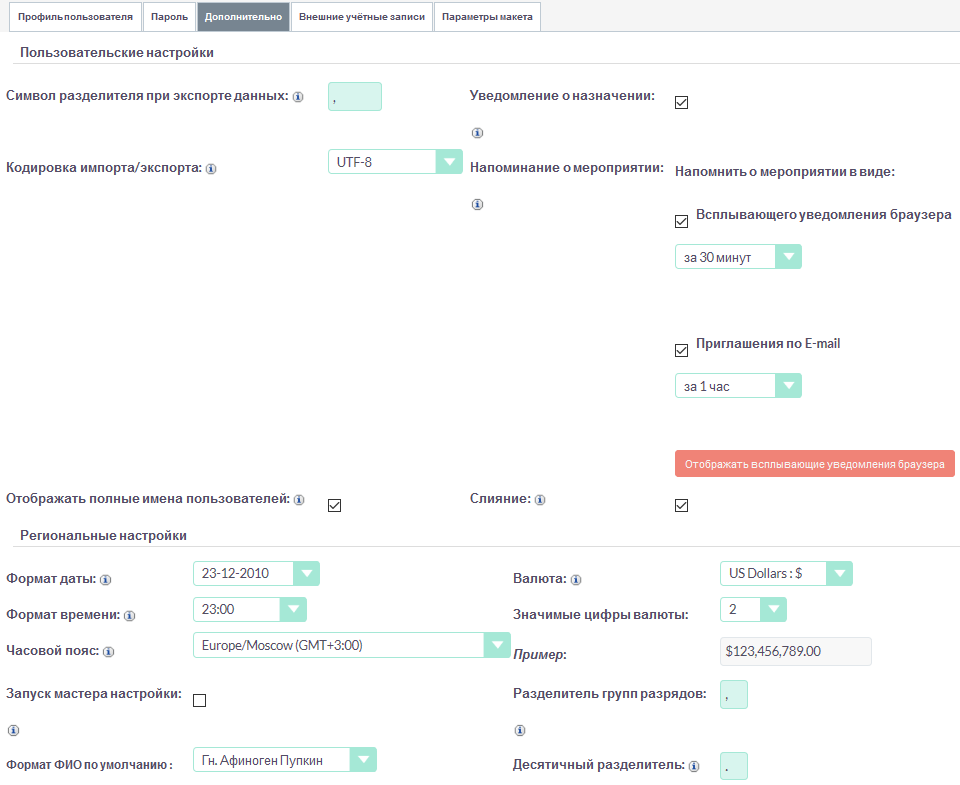 Профиль пользователя Пароль Дополнительно Внешние учётные записи Параметры макета
Пользовательские настройки
Символ разделителя при экспорте данных: , Уведомление о назначении:
Кодировка импорта/экспорта: UTF-8 Напоминание о мероприятии: Напомнить о мероприятии в виде:
Всплывающего уведомления браузера
за 30 минут
Приглашения по E-mail
за 1 час
Отображать всплывающие уведомления браузера
Отображать полные имена пользователей: Слияние:
Региональные настройки
Формат даты: 23-12-2010 Валюта: US Dollars : $
Формат времени: 23:00 Значимые цифры валюты: 2
Часовой пояс: Europe/Moscow (GMT+3:00) Пример: $123,456,789.00
Запуск мастера настройки: Разделитель групп разрядов: ,
Формат ФИО по умолчанию : Гн. Афиноген Пупкин Десятичный разделитель: .